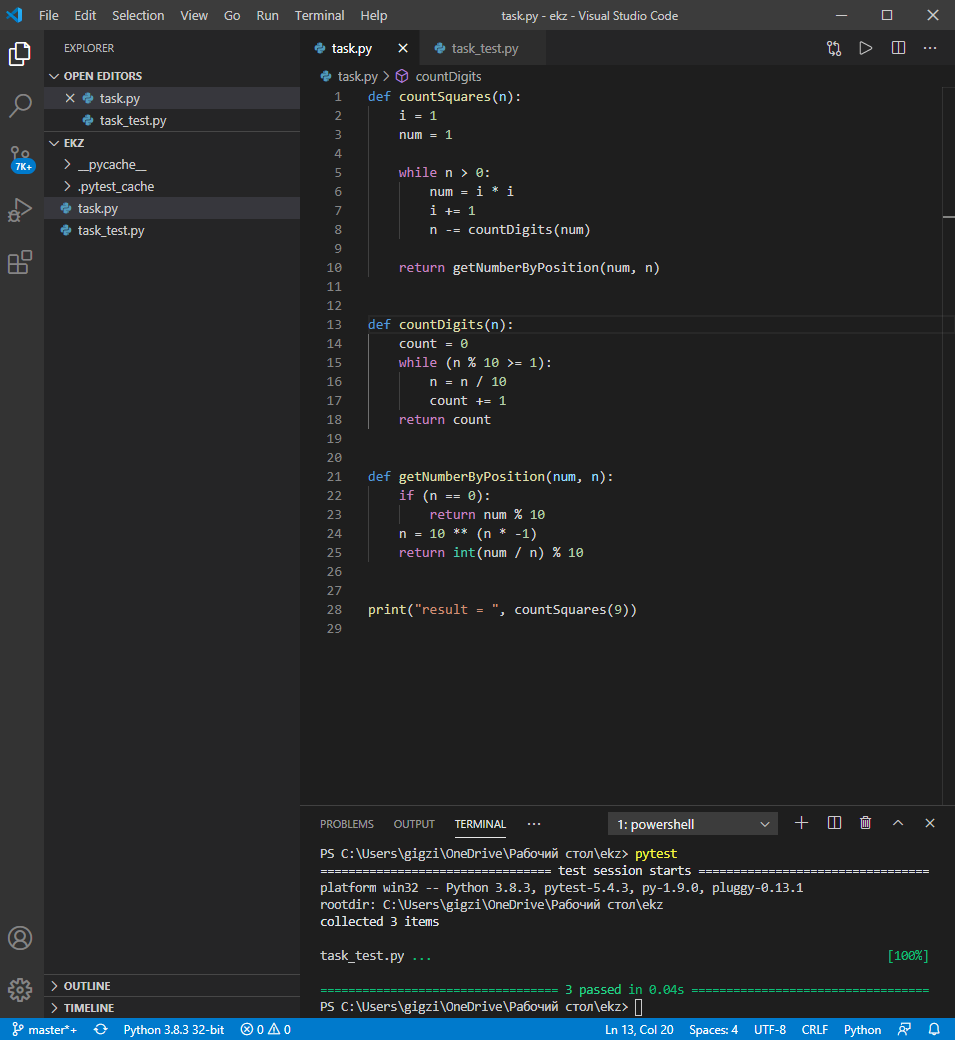 File Edit Selection View Go Run Terminal Help task.py - ekz - Visual Studio Code
EXPLORER
OPEN EDITORS
task.py
task_test.py
EKZ
__pycache__
.pytest_cache
task.py
task_test.py
7K+
OUTLINE
TIMELINE
task.py task_test.py
task.py > countDigits
1 def countSquares(n):
2     i = 1
3     num = 1
4
5     while n > 0:
6         num = i * i
7         i += 1
8         n -= countDigits(num)
9
10     return getNumberByPosition(num, n)
11
12
13 def countDigits(n):
14     count = 0
15     while (n % 10 >= 1):
16         n = n / 10
17         count += 1
18     return count
19
20
21 def getNumberByPosition(num, n):
22     if (n == 0):
23         return num % 10
24     n = 10 ** (n * -1)
25     return int(num / n) % 10
26
27
28 print("result = ", countSquares(9))
29
PROBLEMS OUTPUT TERMINAL ··· 1: powershell
PS C:\Users\gigzi\OneDrive\Рабочий стол\ekz> pytest
================================= test session starts =================================
platform win32 -- Python 3.8.3, pytest-5.4.3, py-1.9.0, pluggy-0.13.1
rootdir: C:\Users\gigzi\OneDrive\Рабочий стол\ekz
collected 3 items
task_test.py ... [100%]
================================== 3 passed in 0.04s ==================================
PS C:\Users\gigzi\OneDrive\Рабочий стол\ekz>
master*+ Python 3.8.3 32-bit 0 0 Ln 13, Col 20 Spaces: 4 UTF-8 CRLF Python